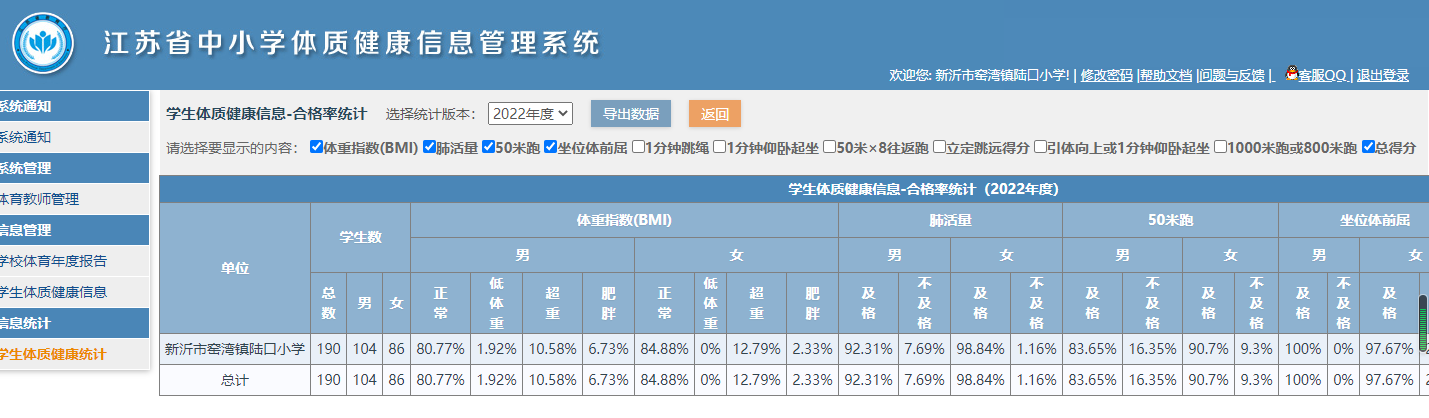 江苏省中小学体质健康信息管理系统
欢迎您: 新沂市窑湾镇陆口小学! | 修改密码 |帮助文档 |问题与反馈 | 客服QQ | 退出登录
系统通知
系统通知
系统管理
体育教师管理
信息管理
学校体育年度报告
学生体质健康信息
信息统计
学生体质健康统计
学生体质健康信息-合格率统计 选择统计版本: 2022年度 导出数据 返回
请选择要显示的内容: 体重指数(BMI) 肺活量 50米跑 坐位体前屈 1分钟跳绳 1分钟仰卧起坐 50米×8往返跑 立定跳远得分 引体向上或1分钟仰卧起坐 1000米跑或800米跑 总得分
学生体质健康信息-合格率统计（2022年度）
单位 学生数 体重指数(BMI) 肺活量 50米跑 坐位体前屈
男 女 男 女 男 女 男 女
总数 男 女 正常 低体重 超重 肥胖 正常 低体重 超重 肥胖 及格 不及格 及格 不及格 及格 不及格 及格 不及格 及格 不及格 及格
新沂市窑湾镇陆口小学 190 104 86 80.77% 1.92% 10.58% 6.73% 84.88% 0% 12.79% 2.33% 92.31% 7.69% 98.84% 1.16% 83.65% 16.35% 90.7% 9.3% 100% 0% 97.67%
总计 190 104 86 80.77% 1.92% 10.58% 6.73% 84.88% 0% 12.79% 2.33% 92.31% 7.69% 98.84% 1.16% 83.65% 16.35% 90.7% 9.3% 100% 0% 97.67%